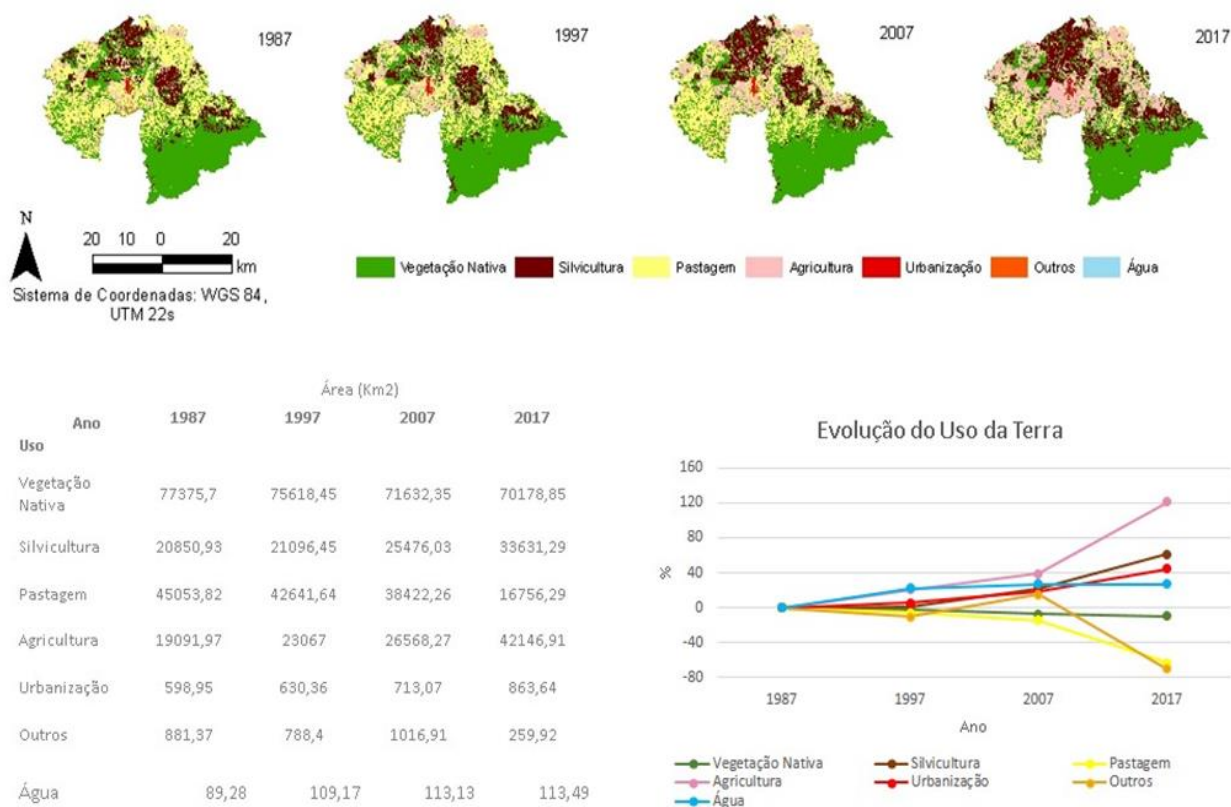 1987
1997
2007
2017
N
20 10 0 20
km
Sistema de Coordenadas: WGS 84,
UTM 22s
Vegetação Nativa Silvicultura Pastagem Agricultura Urbanização Outros Água
Área (Km2)
Ano 1987 1997 2007 2017
Uso
Vegetação
Nativa 77375,7 75618,45 71632,35 70178,85
Silvicultura 20850,93 21096,45 25476,03 33631,29
Pastagem 45053,82 42641,64 38422,26 16756,29
Agricultura 19091,97 23067 26568,27 42146,91
Urbanização 598,95 630,36 713,07 863,64
Outros 881,37 788,4 1016,91 259,92
Água 89,28 109,17 113,13 113,49
Evolução do Uso da Terra
160
120
80
40
0
-40
-80
%
1987 1997 2007 2017
Ano
Vegetação Nativa Silvicultura Pastagem
Agricultura Urbanização Outros
Água